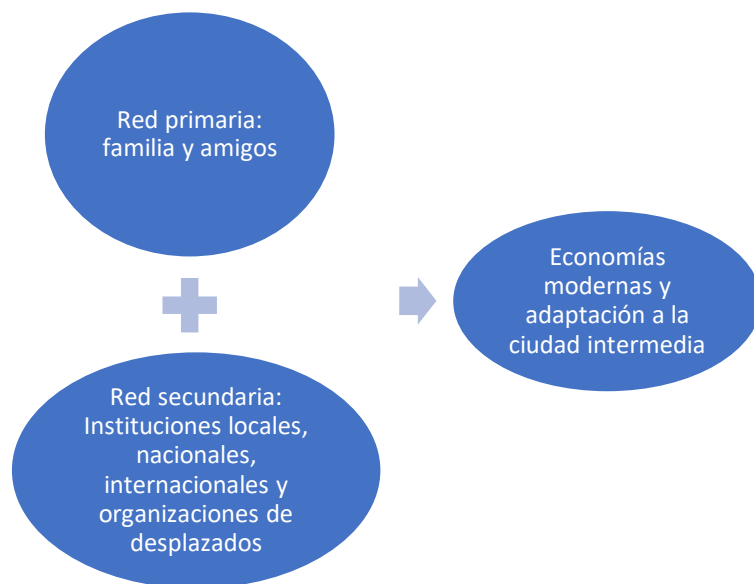 Red primaria:
familia y amigos
Red secundaria:
Instituciones locales,
nacionales,
internacionales y
organizaciones de
desplazados
Economías
modernas y
adaptación a la
ciudad intermedia